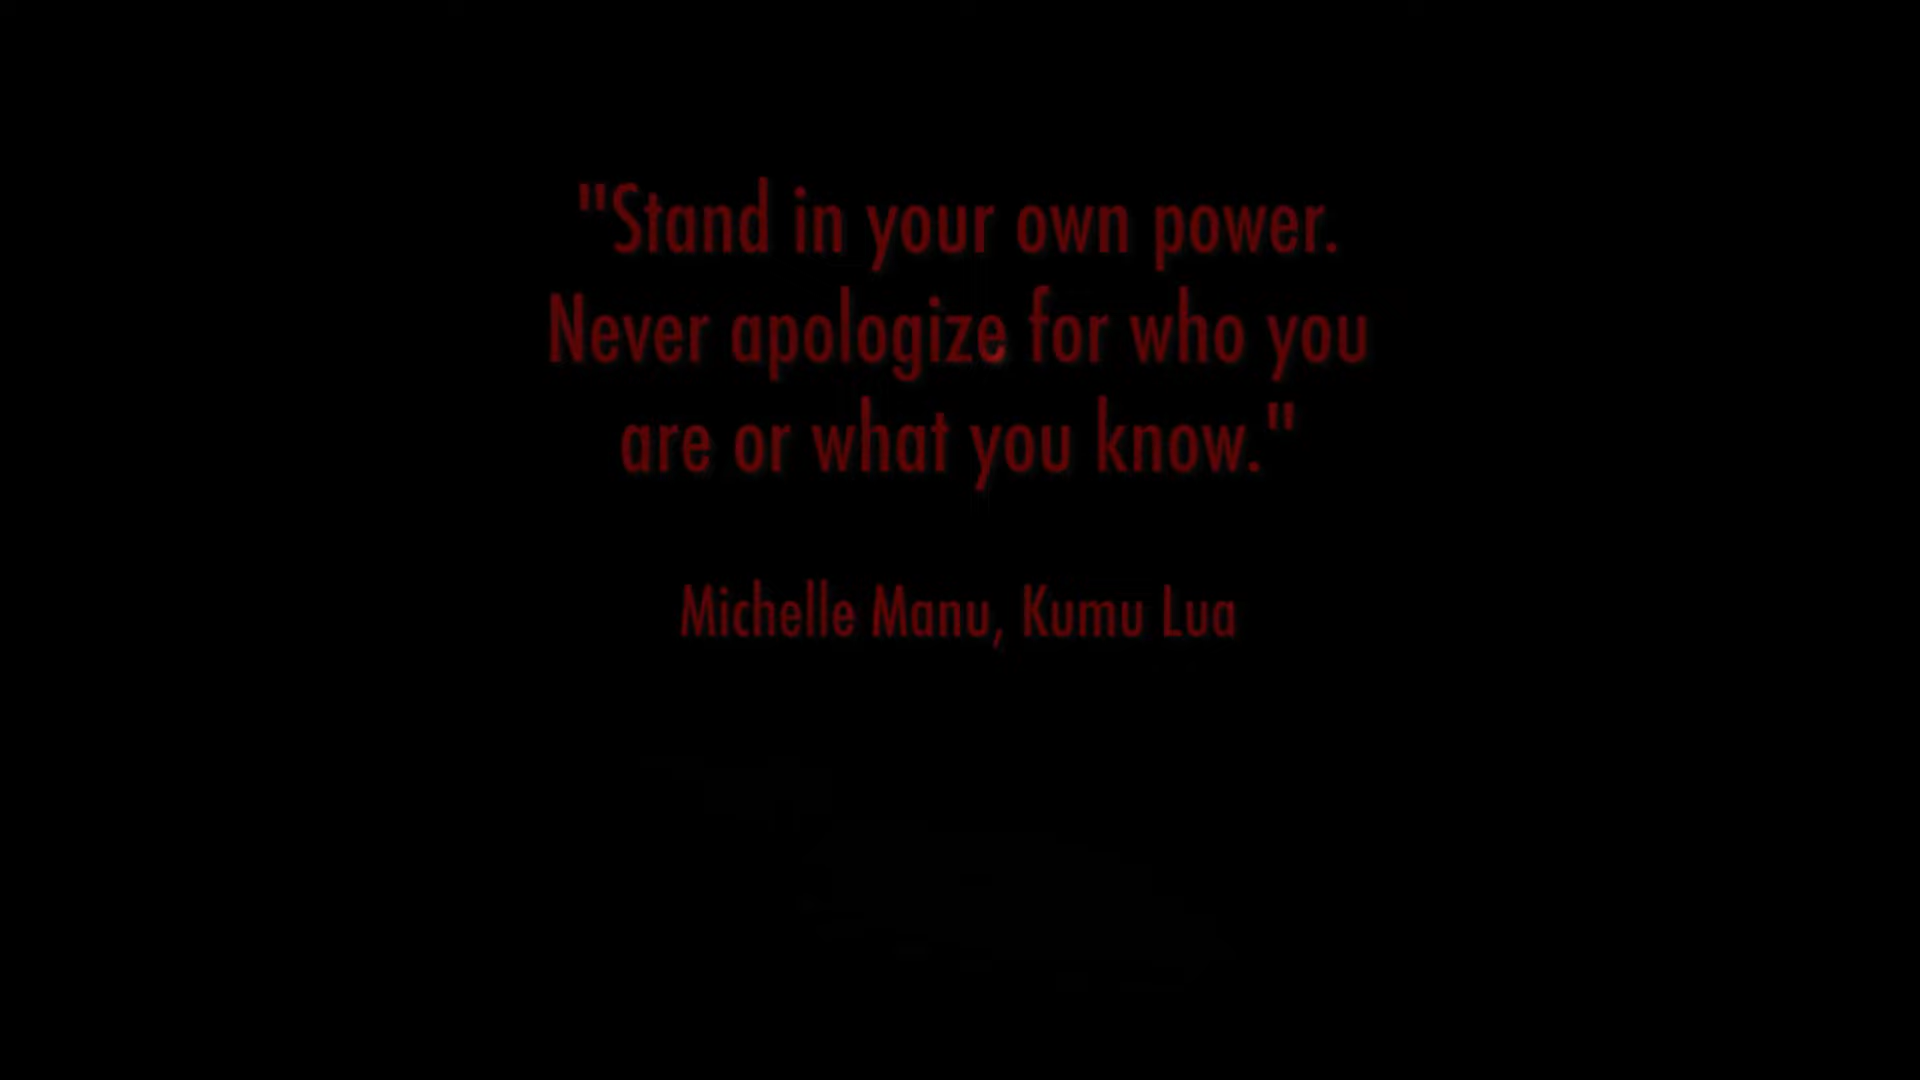 "Stand in your own power.
Never apologize for who you
are or what you know."
Michelle Manu, Kumu Lua